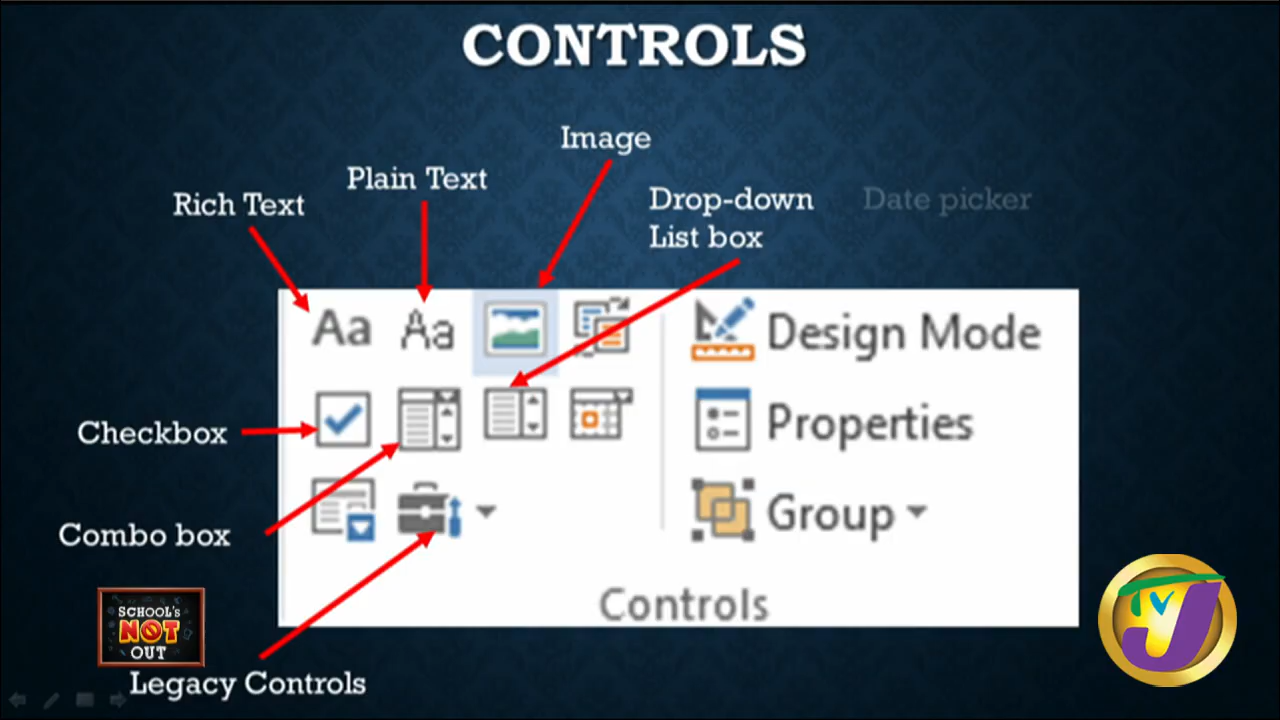 CONTROLS
Image
Plain Text
Rich Text
Drop-down
List box
Date picker
Aa
Aa
Design Mode
Checkbox
Properties
Combo box
Group
Controls
SCHOOL's
NOT
OUT
TVJ
Legacy Controls